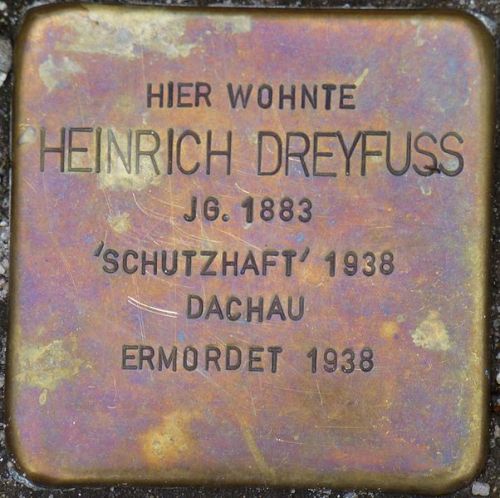 HIER WOHNTE
HEINRICH DREYFUSS
JG. 1883
'SCHUTZHAFT' 1938
DACHAU
ERMORDET 1938